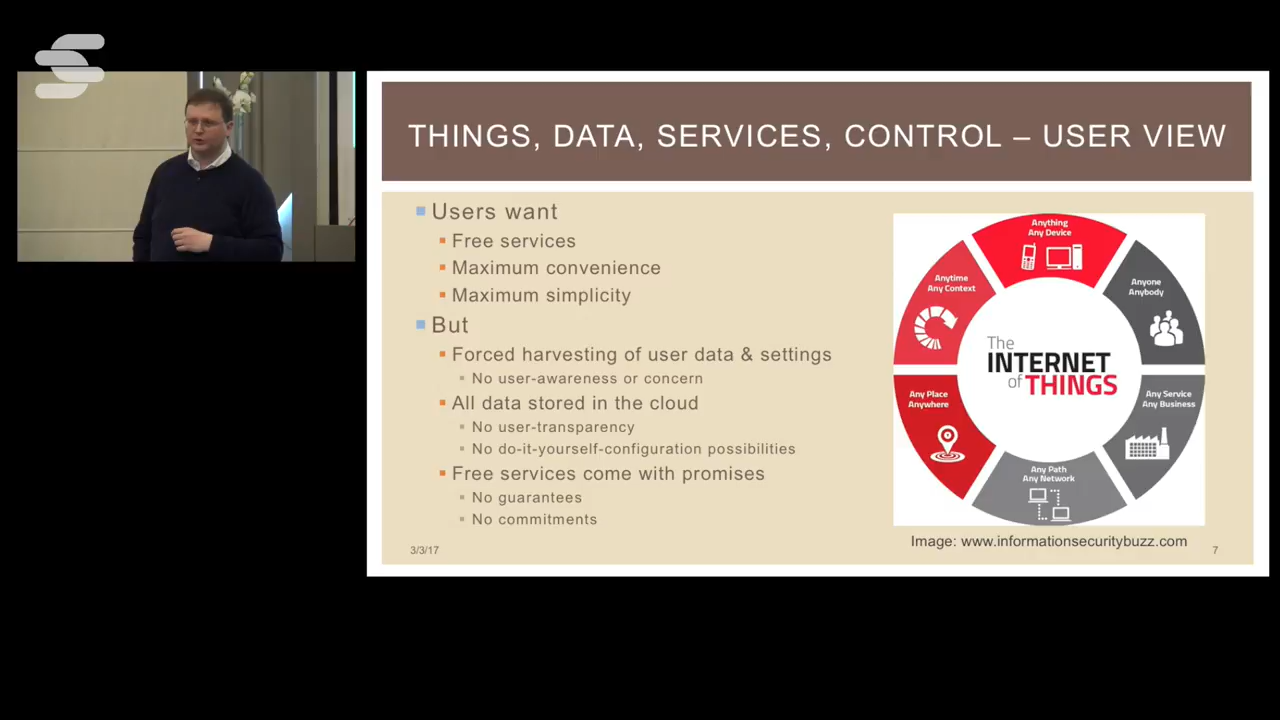 THINGS, DATA, SERVICES, CONTROL – USER VIEW
Users want
Free services
Maximum convenience
Maximum simplicity
But
Forced harvesting of user data & settings
No user-awareness or concern
All data stored in the cloud
No user-transparency
No do-it-yourself-configuration possibilities
Free services come with promises
No guarantees
No commitments
Anything
Any Device
Anyone
Anybody
Any Service
Any Business
Any Path
Any Network
Any Place
Anywhere
Anytime
Any Context
The
INTERNET
of THINGS
Image: www.informationsecuritybuzz.com
3/3/17
7